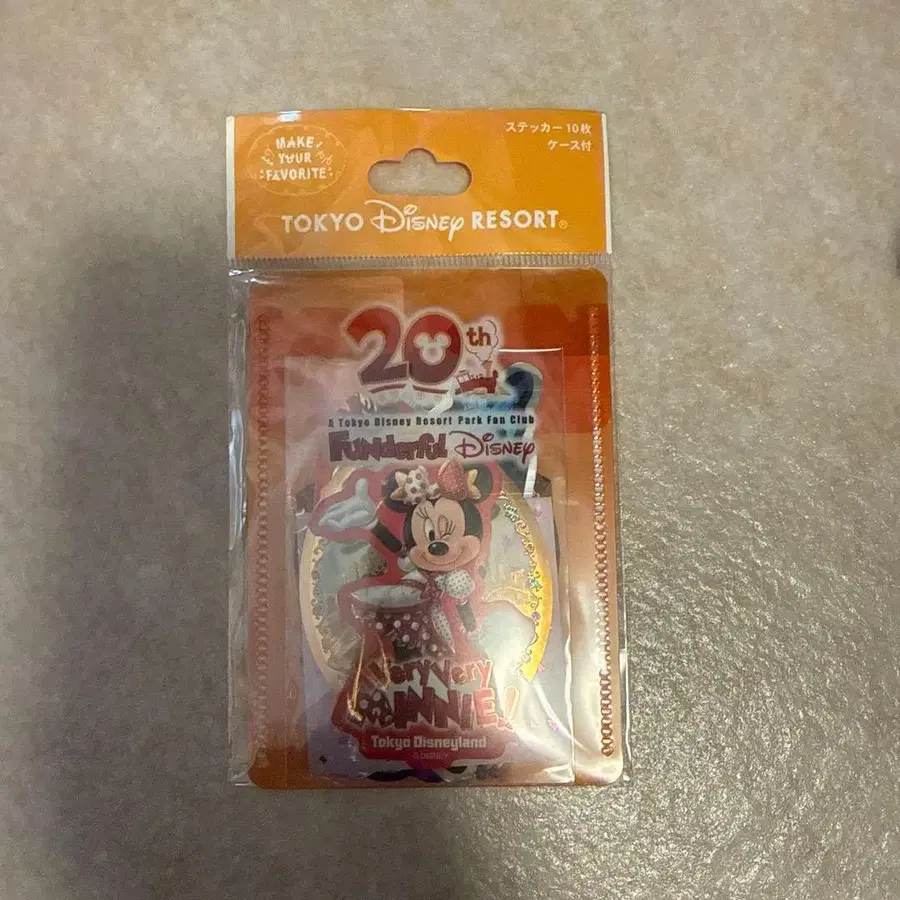 MAKE
YOUR
FAVORITE
ステッカー 10枚
ケース付
TOKYO Disney RESORT®
20th
A Tokyo Disney Resort Park Fan Club
Funderful Disney
Very Very
MINNIE!
Tokyo Disneyland
©DISNEY